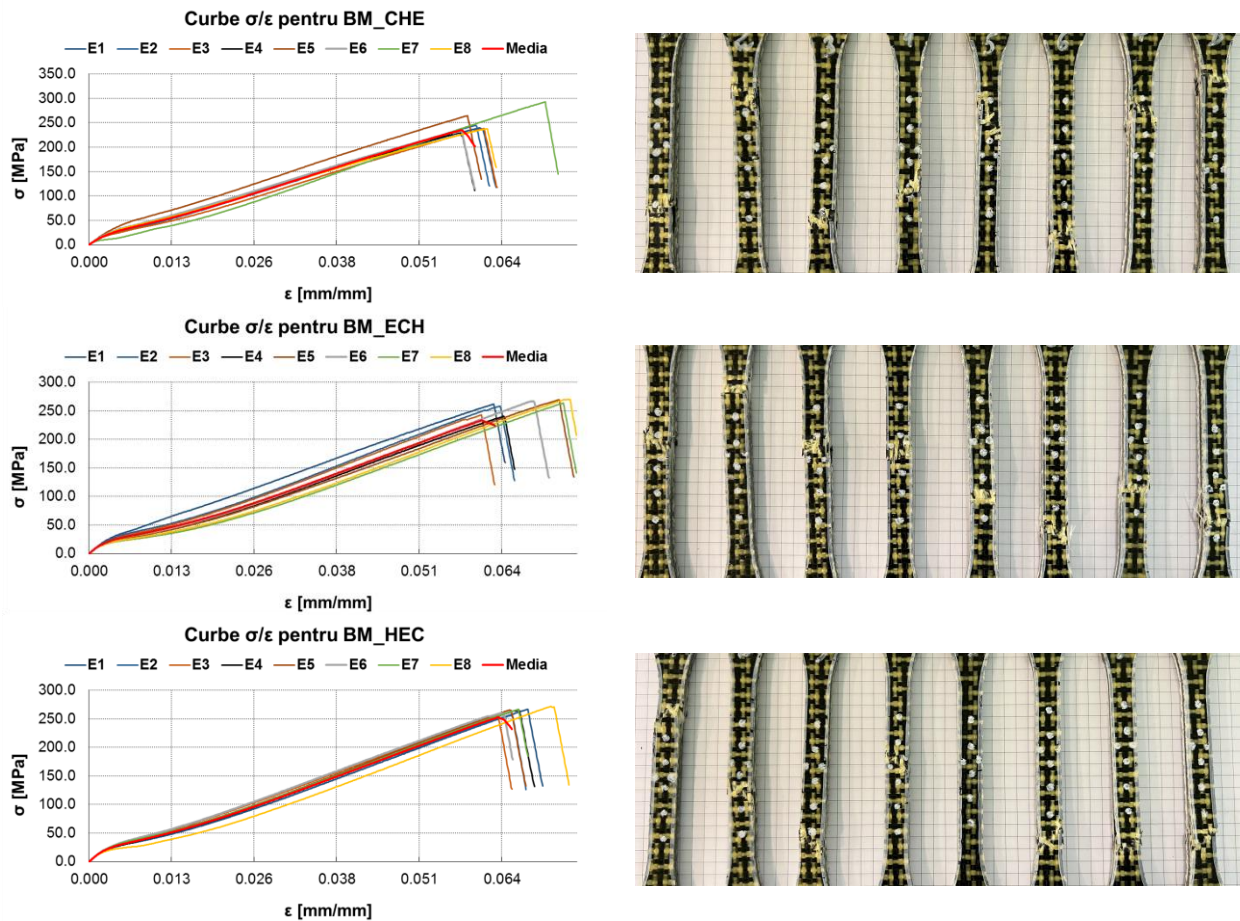 Curbe σ/ε pentru BM_CHE
E1 E2 E3 E4 E5 E6 E7 E8 Media
350.0
300.0
250.0
200.0
150.0
100.0
50.0
0.0
σ [MPa]
0.000 0.013 0.026 0.038 0.051 0.064
ε [mm/mm]
2 3 4 5 6
Curbe σ/ε pentru BM_ECH
E1 E2 E3 E4 E5 E6 E7 E8 Media
300.0
250.0
200.0
150.0
100.0
50.0
0.0
σ [MPa]
0.000 0.013 0.026 0.038 0.051 0.064
ε [mm/mm]
Curbe σ/ε pentru BM_HEC
E1 E2 E3 E4 E5 E6 E7 E8 Media
300.0
250.0
200.0
150.0
100.0
50.0
0.0
σ [MPa]
0.000 0.013 0.026 0.038 0.051 0.064
ε [mm/mm]